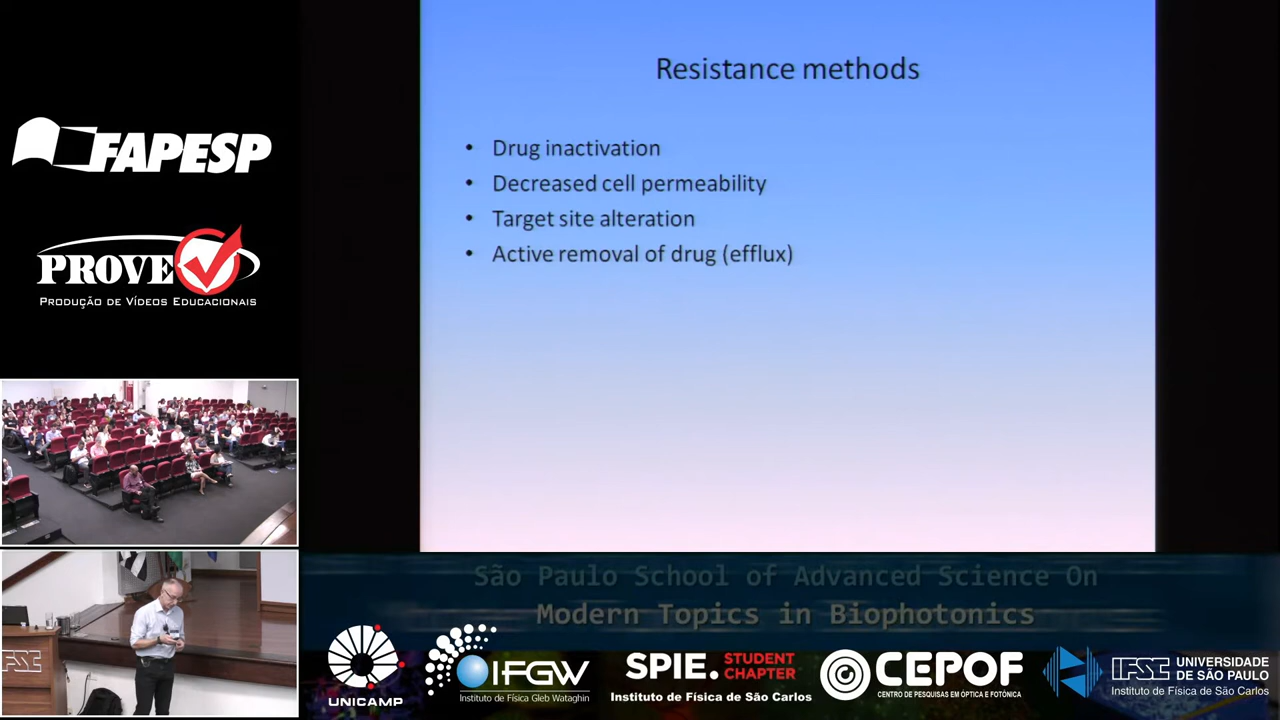 FAPESP
PROVE
PRODUÇÃO DE VÍDEOS EDUCACIONAIS
Resistance methods
• Drug inactivation
• Decreased cell permeability
• Target site alteration
• Active removal of drug (efflux)
IFSC
São Paulo School of Advanced Science On
Modern Topics in Biophotonics
UNICAMP
IFGW
Instituto de Física Gleb Wataghin
SPIE. STUDENT CHAPTER
Instituto de Física de São Carlos
CEPOF
CENTRO DE PESQUISAS EM ÓPTICA E FOTÔNICA
IFSC UNIVERSIDADE DE SÃO PAULO
Instituto de Física de São Carlos